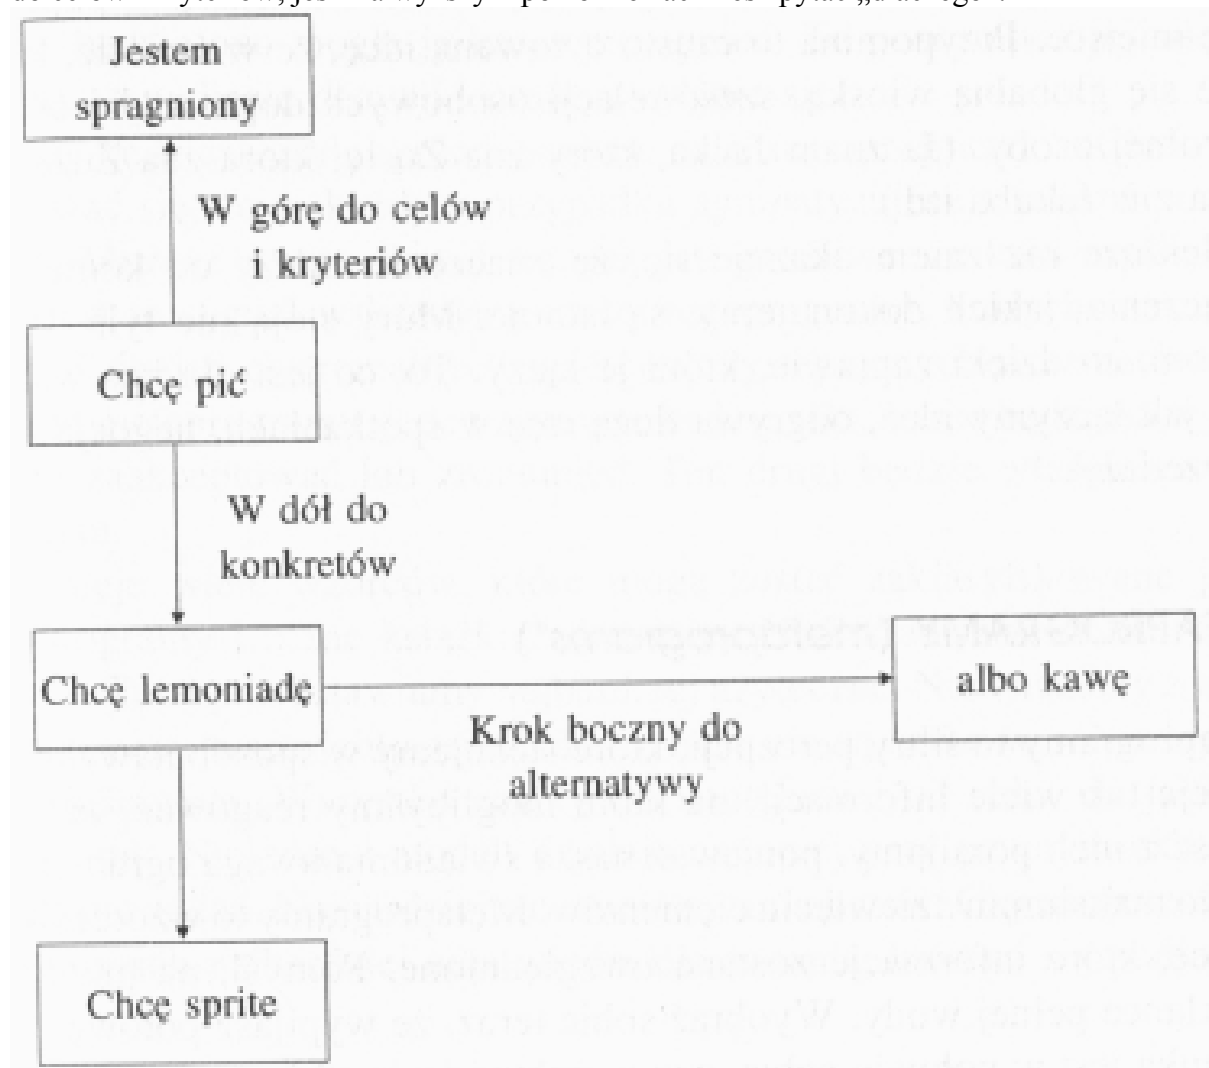 Jestem
spragniony
W górę do celów
i kryteriów
Chcę pić
W dół do
konkretów
Chcę lemoniadę
albo kawę
Krok boczny do
alternatywy
Chcę sprite